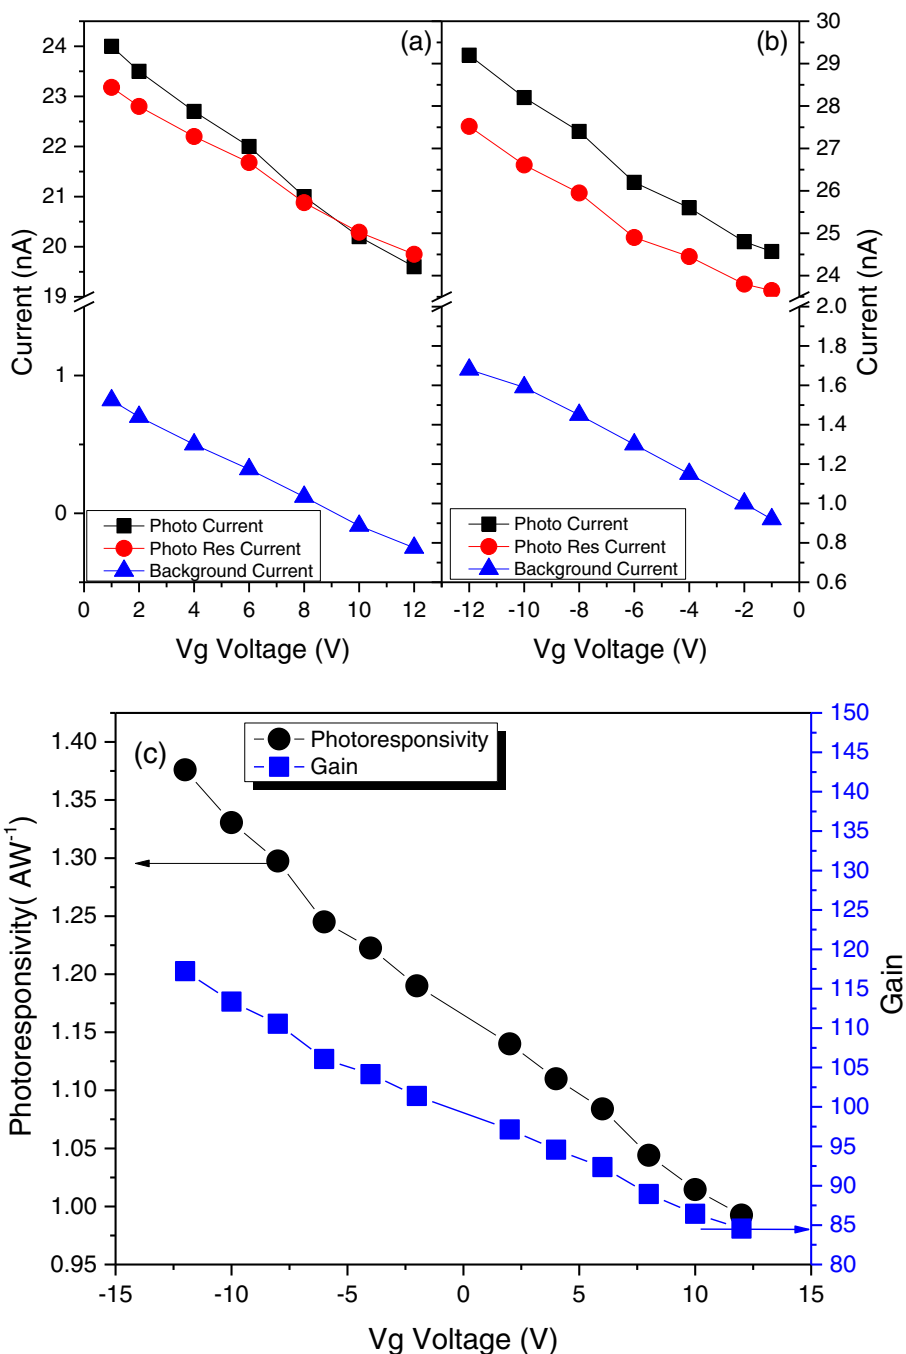 (a)
24
23
22
21
20
19
1
0
Current (nA)
Photo Current
Photo Res Current
Background Current
0 2 4 6 8 10 12
Vg Voltage (V)
(b)
30
29
28
27
26
25
24
2.0
1.8
1.6
1.4
1.2
1.0
0.8
0.6
Current (nA)
Photo Current
Photo Res Current
Background Current
-12 -10 -8 -6 -4 -2 0
Vg Voltage (V)
(c)
Photoresponsivity
Gain
1.40
1.35
1.30
1.25
1.20
1.15
1.10
1.05
1.00
0.95
Photoresponsivity( AW⁻¹)
150
145
140
135
130
125
120
115
110
105
100
95
90
85
80
Gain
-15 -10 -5 0 5 10 15
Vg Voltage (V)